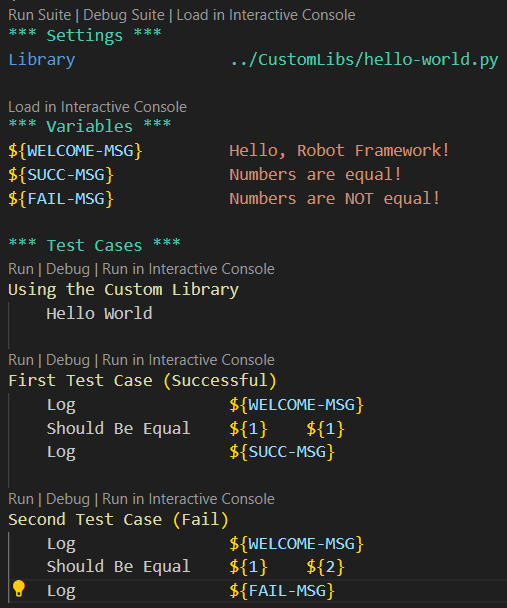 Run Suite | Debug Suite | Load in Interactive Console
*** Settings ***
Library ../CustomLibs/hello-world.py
Load in Interactive Console
*** Variables ***
${WELCOME-MSG} Hello, Robot Framework!
${SUCC-MSG} Numbers are equal!
${FAIL-MSG} Numbers are NOT equal!
*** Test Cases ***
Run | Debug | Run in Interactive Console
Using the Custom Library
Hello World
Run | Debug | Run in Interactive Console
First Test Case (Successful)
Log ${WELCOME-MSG}
Should Be Equal ${1} ${1}
Log ${SUCC-MSG}
Run | Debug | Run in Interactive Console
Second Test Case (Fail)
Log ${WELCOME-MSG}
Should Be Equal ${1} ${2}
Log ${FAIL-MSG}